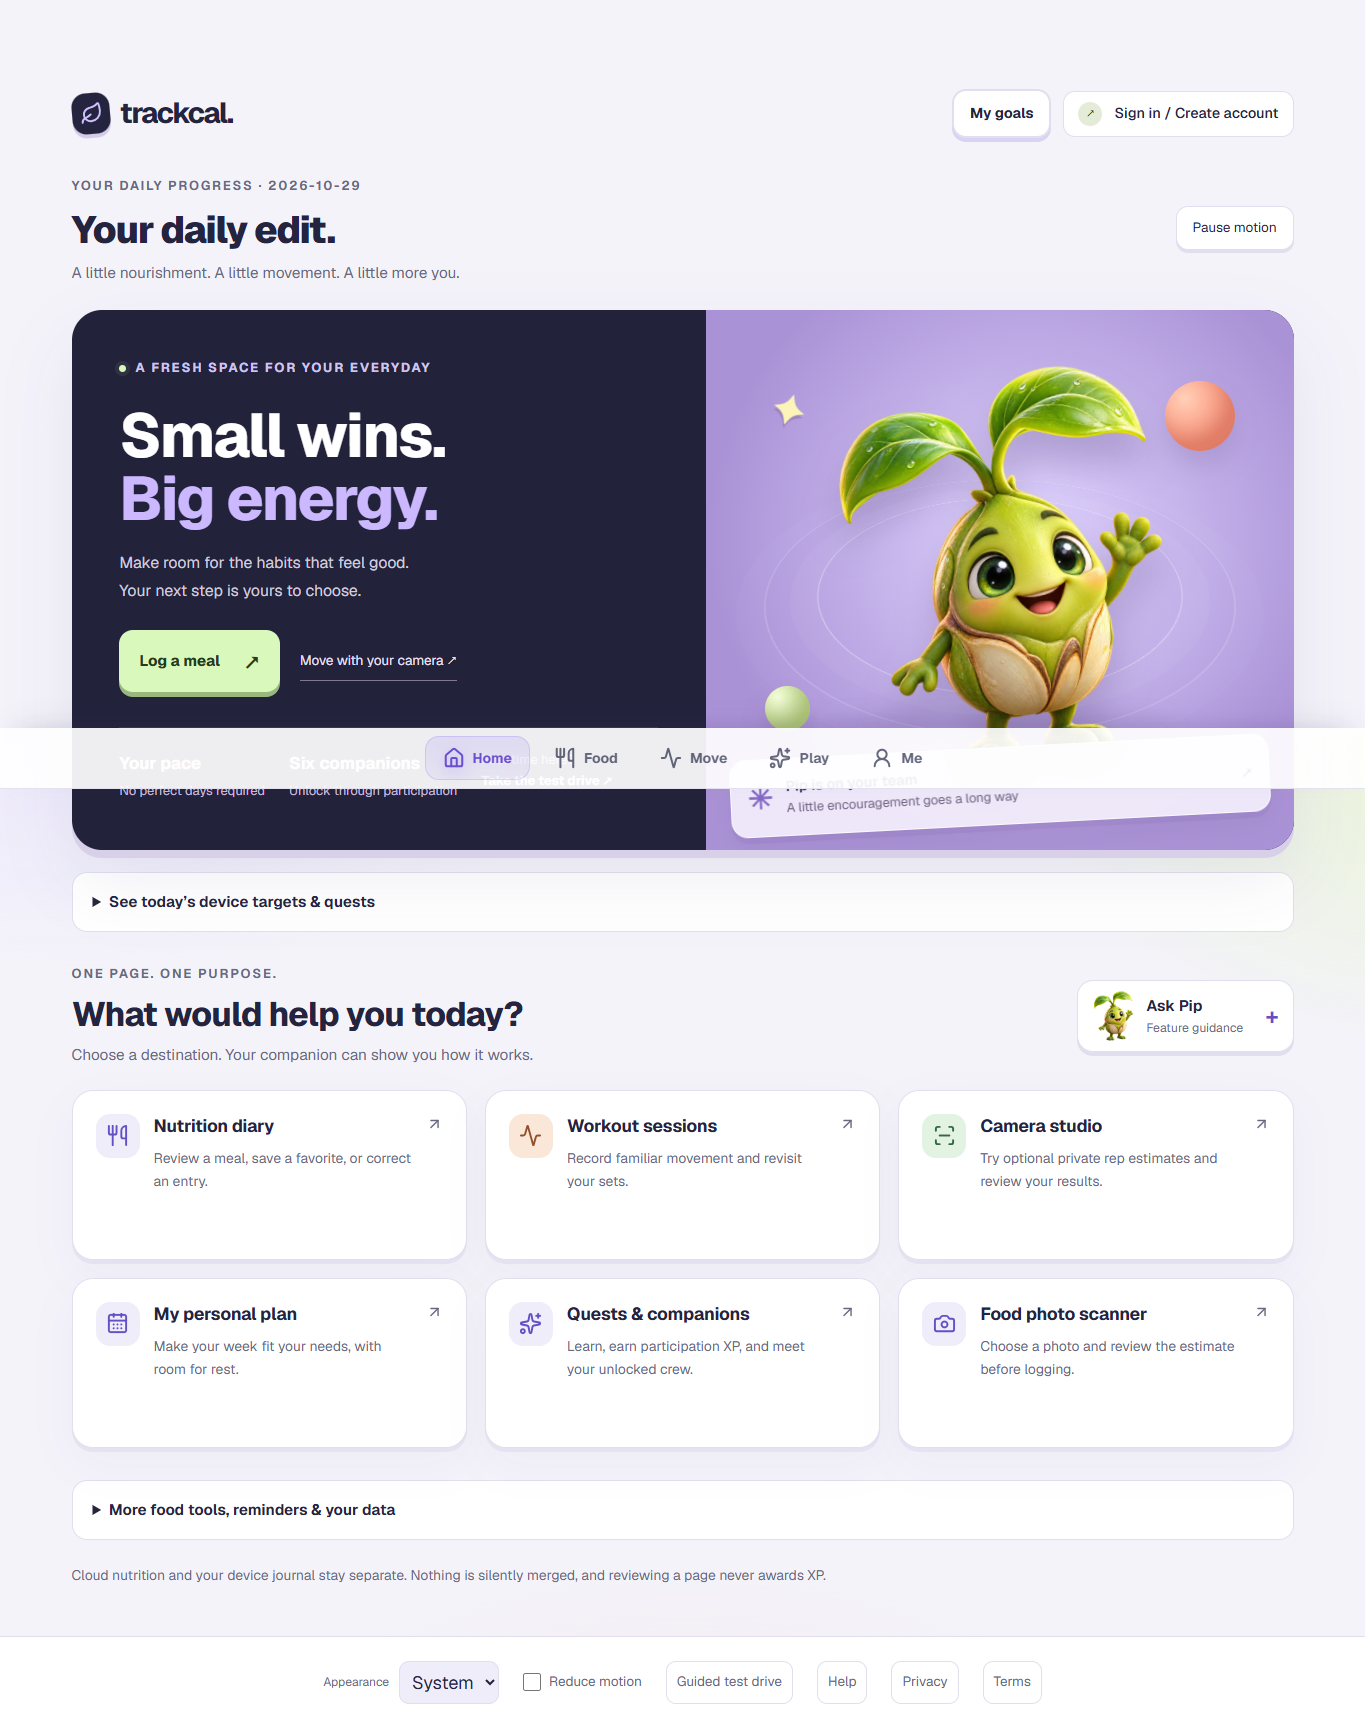 trackcal.
My goals
↗ Sign in / Create account
YOUR DAILY PROGRESS · 2026-10-29
Your daily edit.
Pause motion
A little nourishment. A little movement. A little more you.
A FRESH SPACE FOR YOUR EVERYDAY
Small wins.
Big energy.
Make room for the habits that feel good.
Your next step is yours to choose.
Log a meal ↗
Move with your camera ↗
Your pace
Six companions
Home
Food
Move
Play
Me
Take the test drive ↗
No perfect days required
Unlock through participation
Pip is on your team
A little encouragement goes a long way
See today's device targets & quests
ONE PAGE. ONE PURPOSE.
What would help you today?
Choose a destination. Your companion can show you how it works.
Ask Pip
Feature guidance
+
Nutrition diary
Review a meal, save a favorite, or correct
an entry.
Workout sessions
Record familiar movement and revisit
your sets.
Camera studio
Try optional private rep estimates and
review your results.
My personal plan
Make your week fit your needs, with
room for rest.
Quests & companions
Learn, earn participation XP, and meet
your unlocked crew.
Food photo scanner
Choose a photo and review the estimate
before logging.
More food tools, reminders & your data
Cloud nutrition and your device journal stay separate. Nothing is silently merged, and reviewing a page never awards XP.
Appearance
System
Reduce motion
Guided test drive
Help
Privacy
Terms